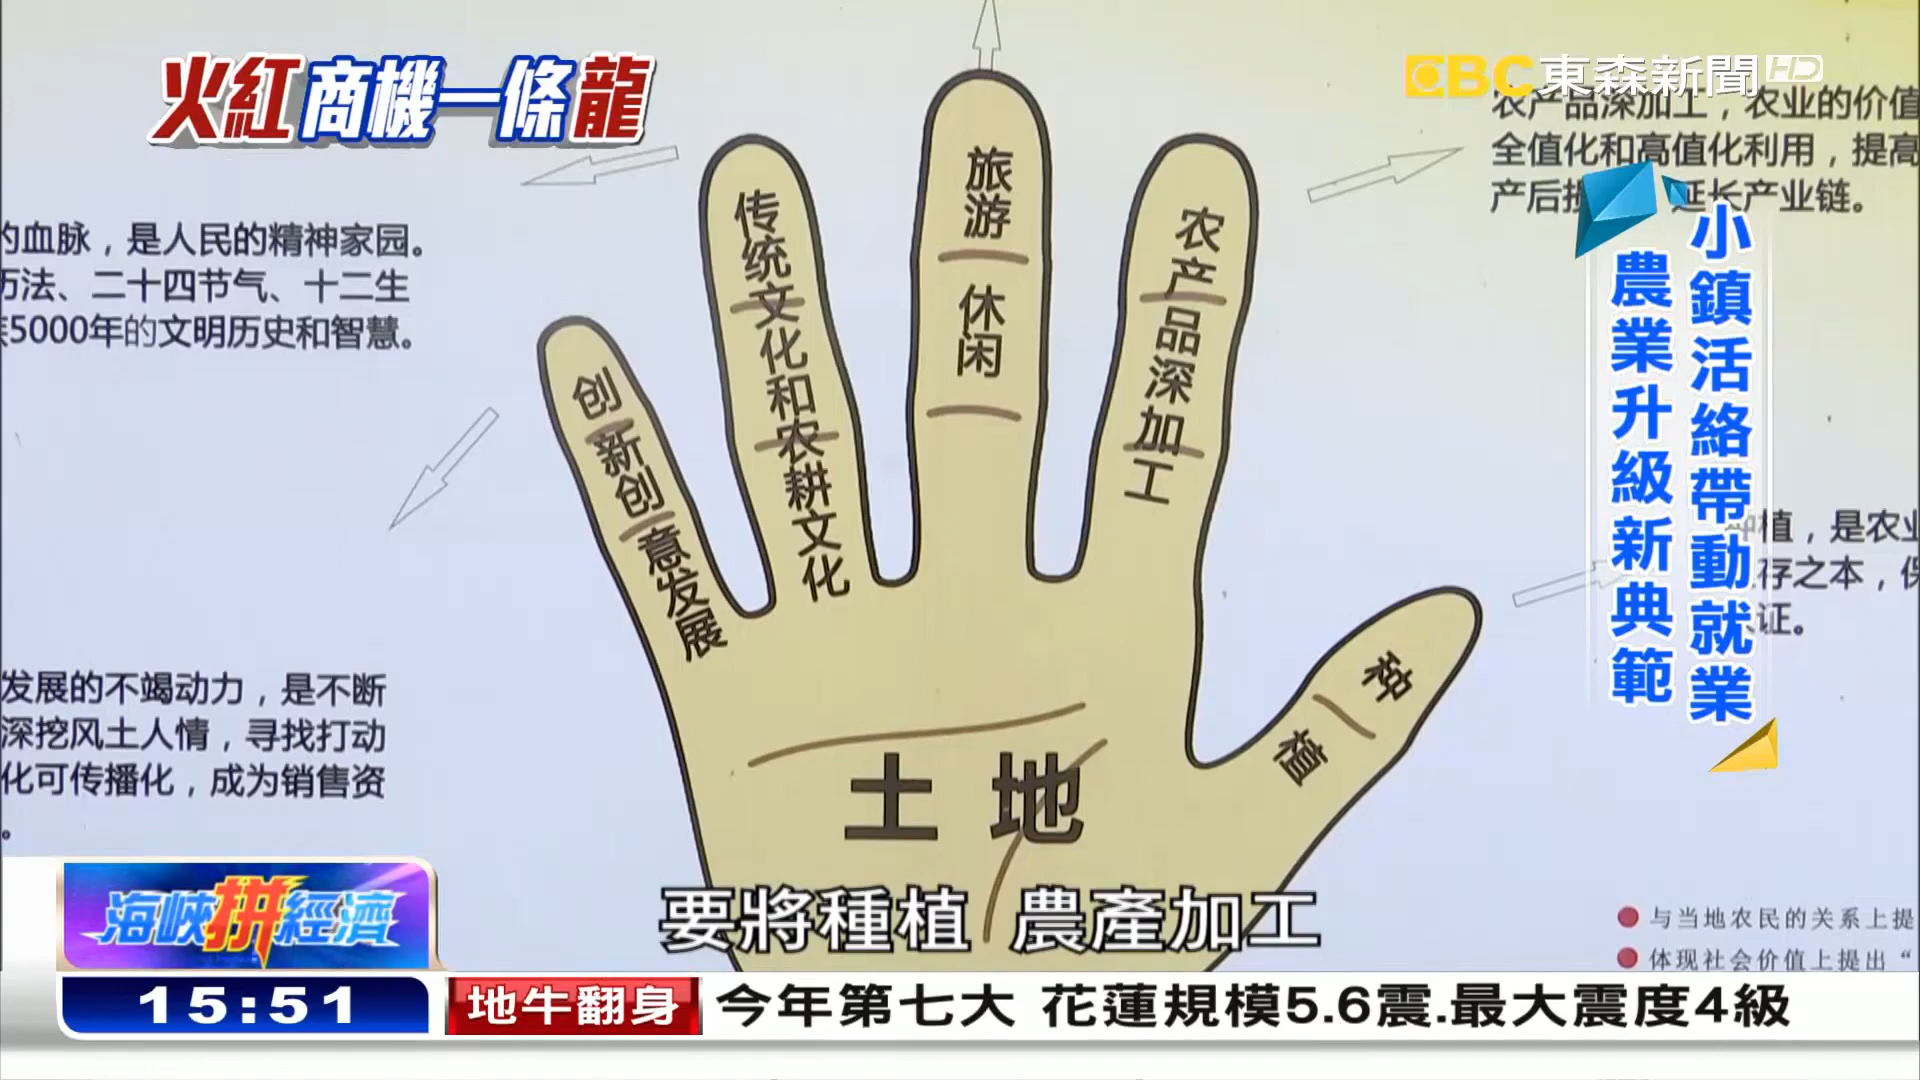 火紅商機一條龍
EBC東森新聞HD
农产品深加工，农业的价值
全值化和高值化利用，提高
产后损 延长产业链。
的血脉，是人民的精神家园。
历法、二十四节气、十二生
5000年的文明历史和智慧。
旅游休闲
传统文化和农耕文化
农产品深加工
创新创意发展
种植
土地
小鎮活絡帶動就業
農業升級新典範
种植，是农业
存之本，保
证。
发展的不竭动力，是不断
深挖风土人情，寻找打动
化可传播化，成为销售资
。
与当地农民的关系上提
体现社会价值上提出“
要將種植 農產加工
海峽拼經濟
15:51
地牛翻身
今年第七大 花蓮規模5.6震.最大震度4級